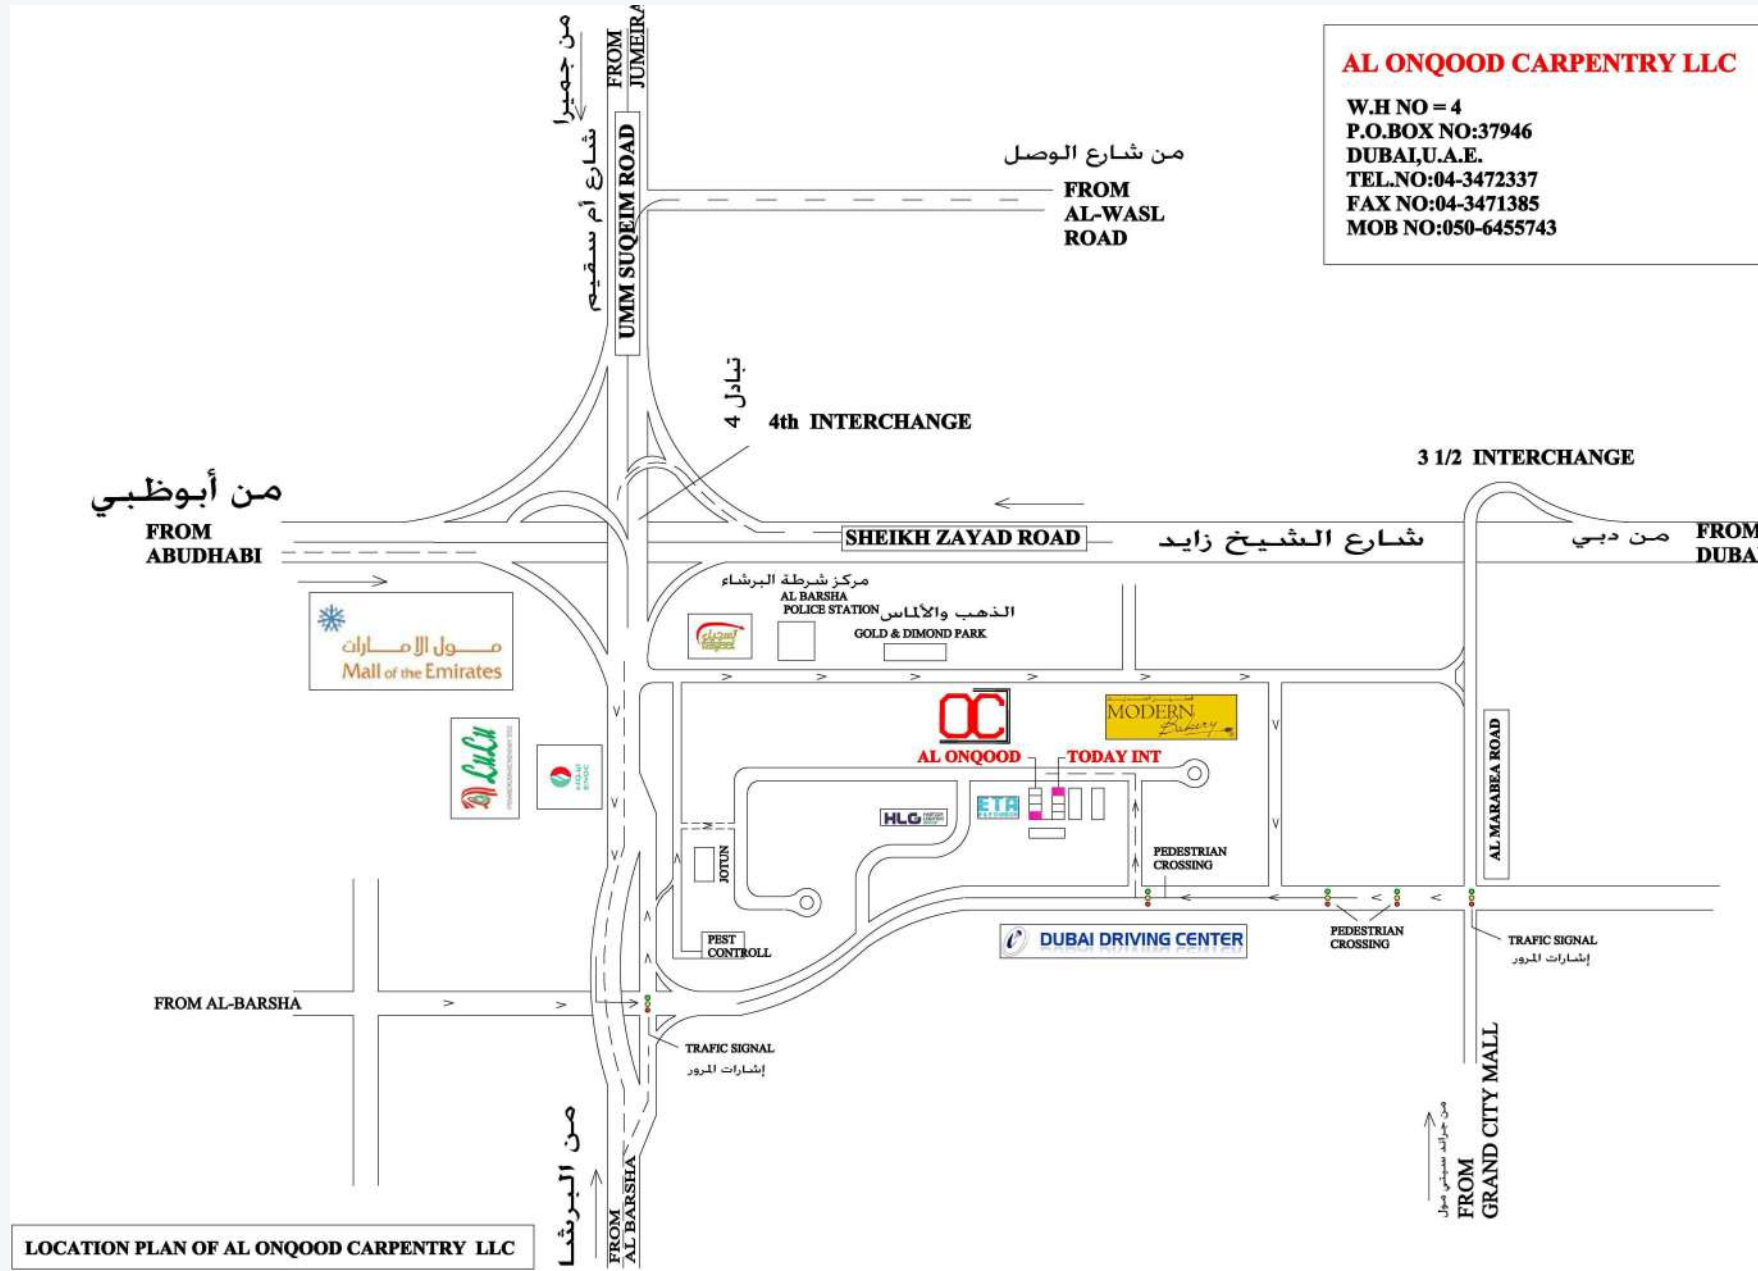 من جميرا
FROM
JUMEIRA
AL ONQOOD CARPENTRY LLC
W.H NO = 4
P.O.BOX NO:37946
DUBAI,U.A.E.
TEL.NO:04-3472337
FAX NO:04-3471385
MOB NO:050-6455743
شارع أم سقيم
UMM SUQEIM ROAD
من شارع الوصل
FROM
AL-WASL
ROAD
تبادل 4
4th INTERCHANGE
3 1/2 INTERCHANGE
من أبوظبي
FROM
ABUDHABI
SHEIKH ZAYAD ROAD
شارع الشيخ زايد
من دبي
FROM
DUBAI
مركز شرطة البرشاء
AL BARSHA
POLICE STATION
الذهب والألماس
GOLD & DIMOND PARK
مول الإمارات
Mall of the Emirates
OC
MODERN
Bakery
AL ONQOOD
TODAY INT
LuLu
HLG
ETA
JOTUN
AL MARABEA ROAD
PEDESTRIAN
CROSSING
PEST
CONTROLL
DUBAI DRIVING CENTER
PEDESTRIAN
CROSSING
TRAFIC SIGNAL
إشارات المرور
FROM AL-BARSHA
TRAFIC SIGNAL
إشارات المرور
من البرشا
FROM
AL BARSHA
من جراند سيتي مول
FROM
GRAND CITY MALL
LOCATION PLAN OF AL ONQOOD CARPENTRY LLC